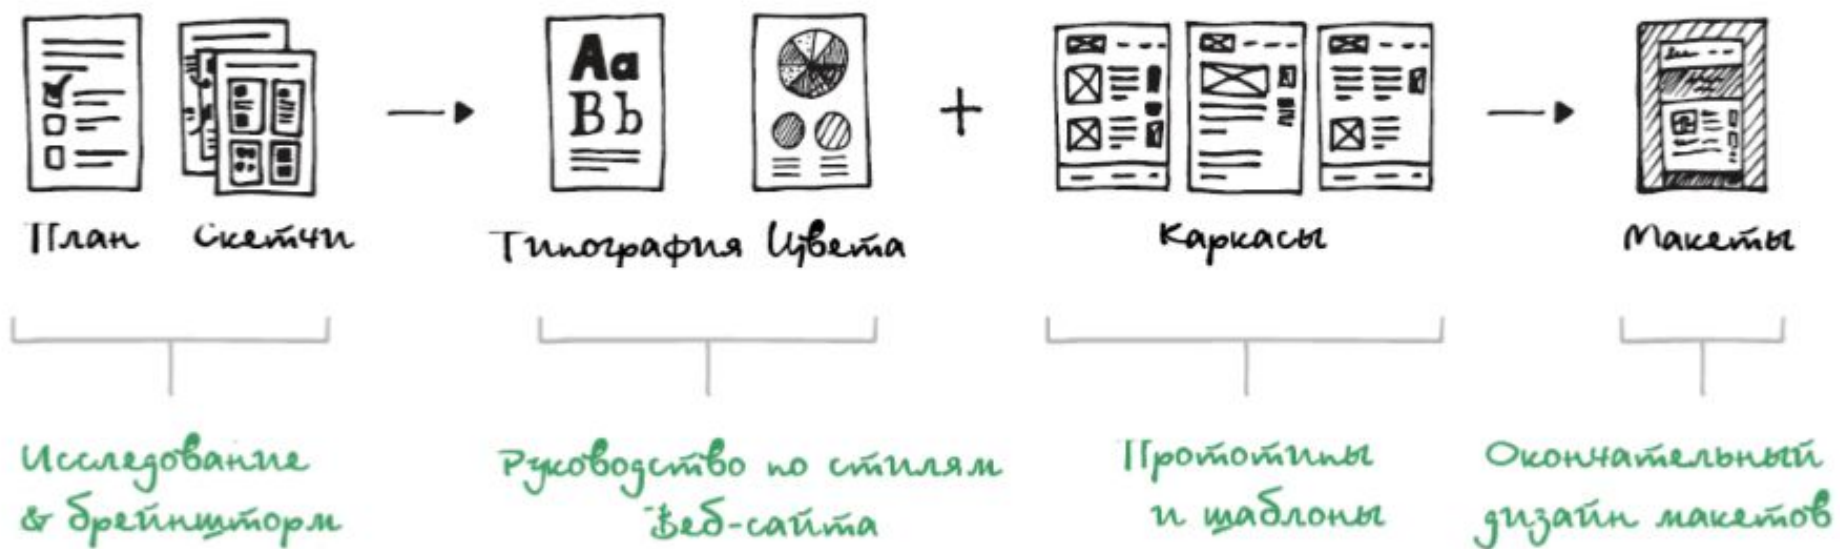 Aa
Bb
План Скетчи
Типография Цвета
Каркасы
Макеты
Исследование
& брейншторм
Руководство по стилям
Веб-сайта
Прототипы
и шаблоны
Окончательный
дизайн макетов